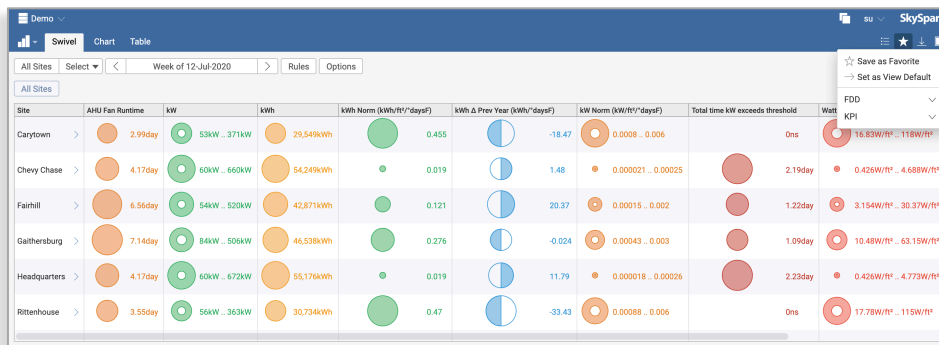 Demo su SkySpar
Swivel Chart Table
All Sites Select Week of 12-Jul-2020 Rules Options
Save as Favorite
Set as View Default
All Sites
FDD
KPI
Site AHU Fan Runtime kW kWh kWh Norm (kWh/ft²/°daysF) kWh Δ Prev Year (kWh/°daysF) kW Norm (kW/ft²/°daysF) Total time kW exceeds threshold Watt
Carytown 2.99day 53kW .. 371kW 29,549kWh 0.455 -18.47 0.0008 .. 0.006 0ns 16.83W/ft² .. 118W/ft²
Chevy Chase 4.17day 60kW .. 660kW 54,249kWh 0.019 1.48 0.000021 .. 0.00025 2.19day 0.426W/ft² .. 4.688W/ft²
Fairhill 6.56day 54kW .. 520kW 42,871kWh 0.121 20.37 0.00015 .. 0.002 1.22day 3.154W/ft² .. 30.37W/ft²
Gaithersburg 7.14day 84kW .. 506kW 46,538kWh 0.276 -0.024 0.00043 .. 0.003 1.09day 10.48W/ft² .. 63.15W/ft²
Headquarters 4.17day 60kW .. 672kW 55,176kWh 0.019 11.79 0.000018 .. 0.00026 2.23day 0.426W/ft² .. 4.773W/ft²
Rittenhouse 3.55day 56kW .. 363kW 30,734kWh 0.47 -33.43 0.00088 .. 0.006 0ns 17.78W/ft² .. 115W/ft²